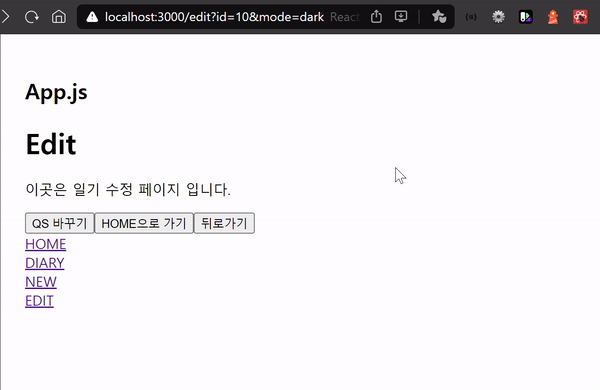 localhost:3000/edit?id=10&mode=dark React
App.js
Edit
이곳은 일기 수정 페이지 입니다.
QS 바꾸기 HOME으로 가기 뒤로가기
HOME
DIARY
NEW
EDIT